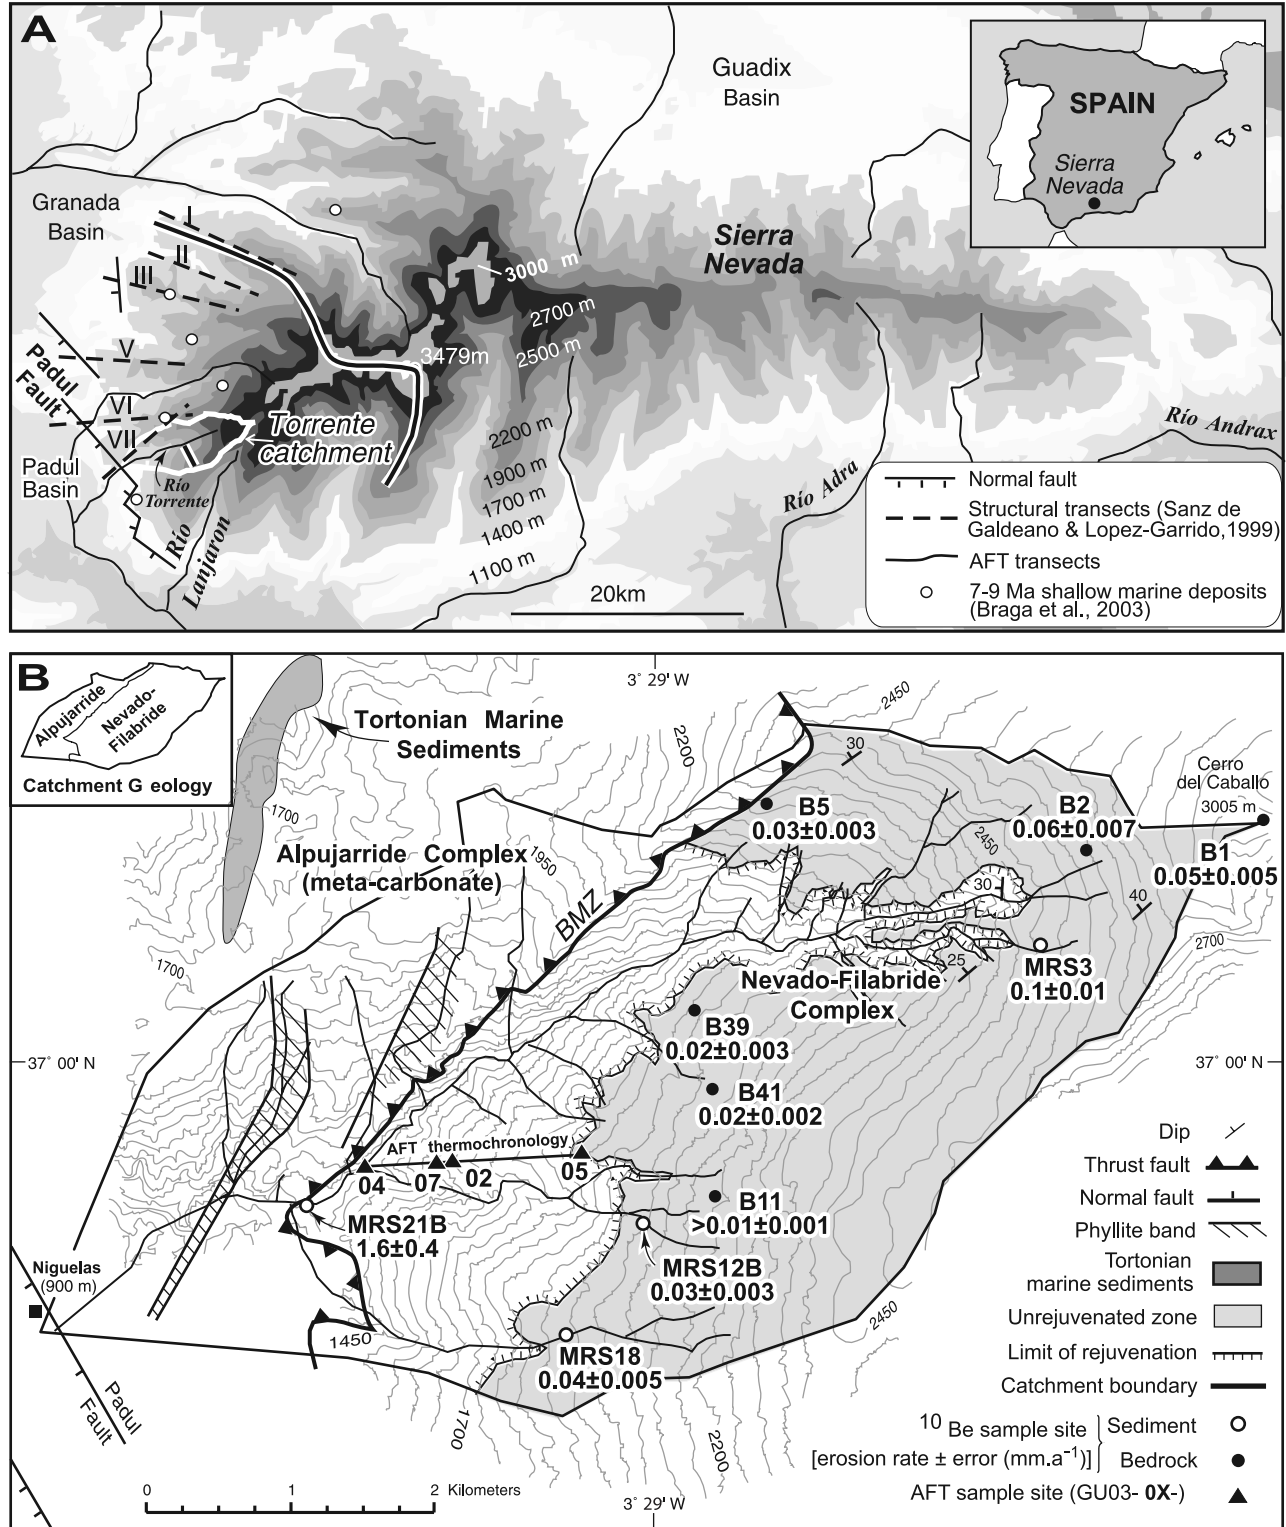 A
Guadix
Basin
SPAIN
Sierra
Nevada
Granada
Basin
I
II
III
V
VI
VII
Sierra
Nevada
3000 m
2700 m
2500 m
3479m
Padul
Fault
Torrente
catchment
2200 m
1900 m
1700 m
1400 m
1100 m
Padul
Basin
Río
Torrente
Río
Lanjaron
Río Adra
Río Andrax
20km
Normal fault
Structural transects (Sanz de
Galdeano & Lopez-Garrido,1999)
AFT transects
7-9 Ma shallow marine deposits
(Braga et al., 2003)
B
Alpujarride
Nevado-
Filabride
Catchment G eology
Tortonian Marine
Sediments
3° 29' W
2200
2450
30
Cerro
del Caballo
3005 m
1700
Alpujarride Complex
(meta-carbonate)
1950
B5
0.03±0.003
B2
0.06±0.007
2450
B1
0.05±0.005
30
40
BMZ
1700
2700
25
MRS3
0.1±0.01
Nevado-Filabride
Complex
B39
0.02±0.003
37° 00' N
37° 00' N
B41
0.02±0.002
AFT thermochronology
04
07
02
05
B11
>0.01±0.001
MRS21B
1.6±0.4
MRS12B
0.03±0.003
Niguelas
(900 m)
1450
2450
MRS18
0.04±0.005
Padul
Fault
1700
2200
Dip
Thrust fault
Normal fault
Phyllite band
Tortonian
marine sediments
Unrejuvenated zone
Limit of rejuvenation
Catchment boundary
10 Be sample site
[erosion rate ± error (mm.a-1)]
Sediment
Bedrock
AFT sample site (GU03- 0X-)
0 1 2 Kilometers
3° 29' W